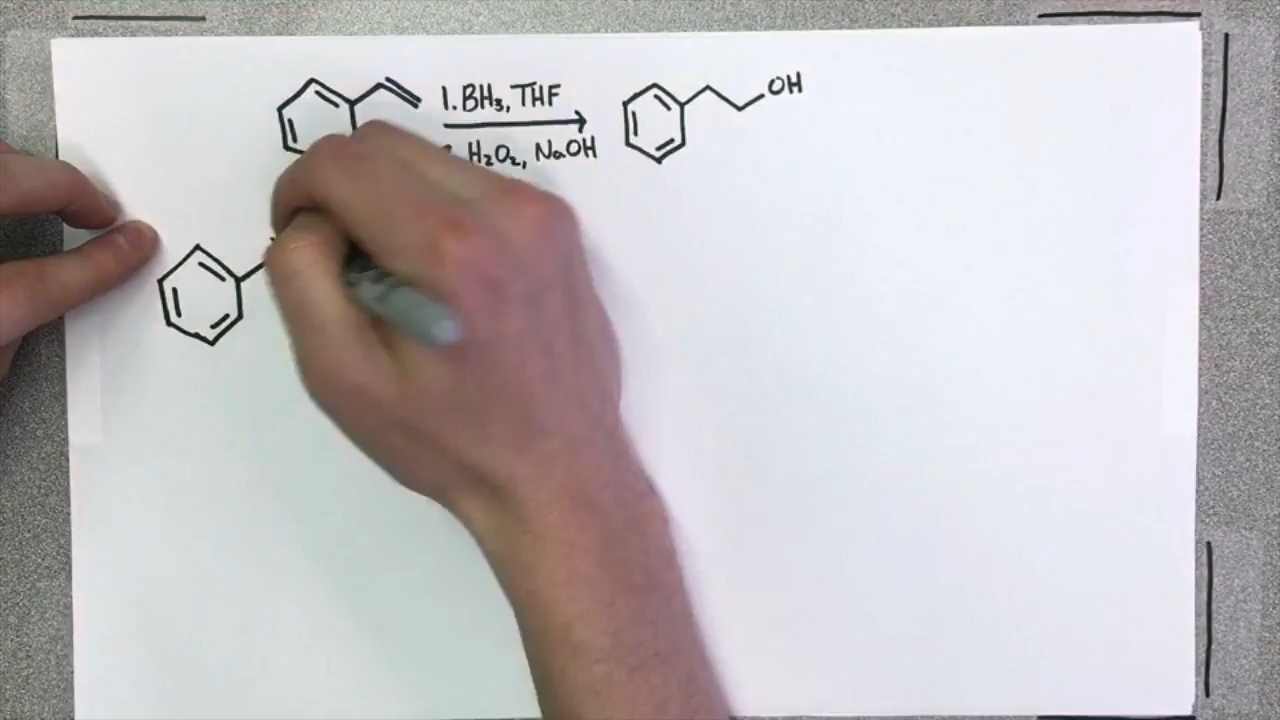 1. BH₃, THF
H₂O₂, NaOH
OH